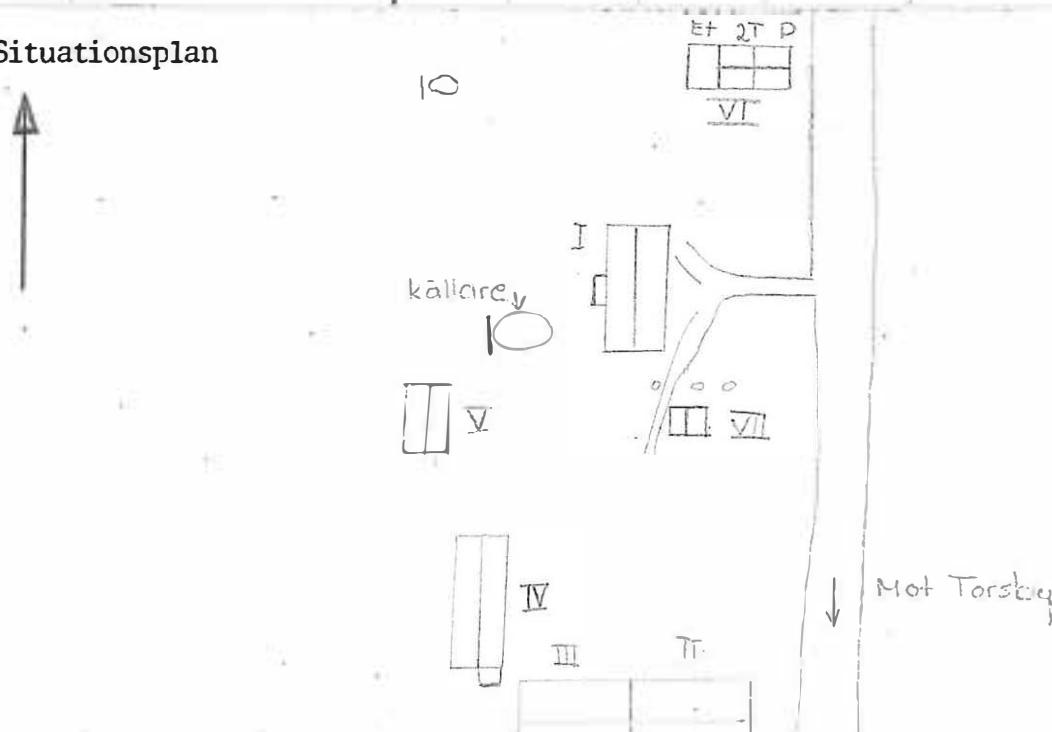 Situationsplan
Et 2T P
VI
I
källare
V
VII
IV
Mot Torsby
III
II